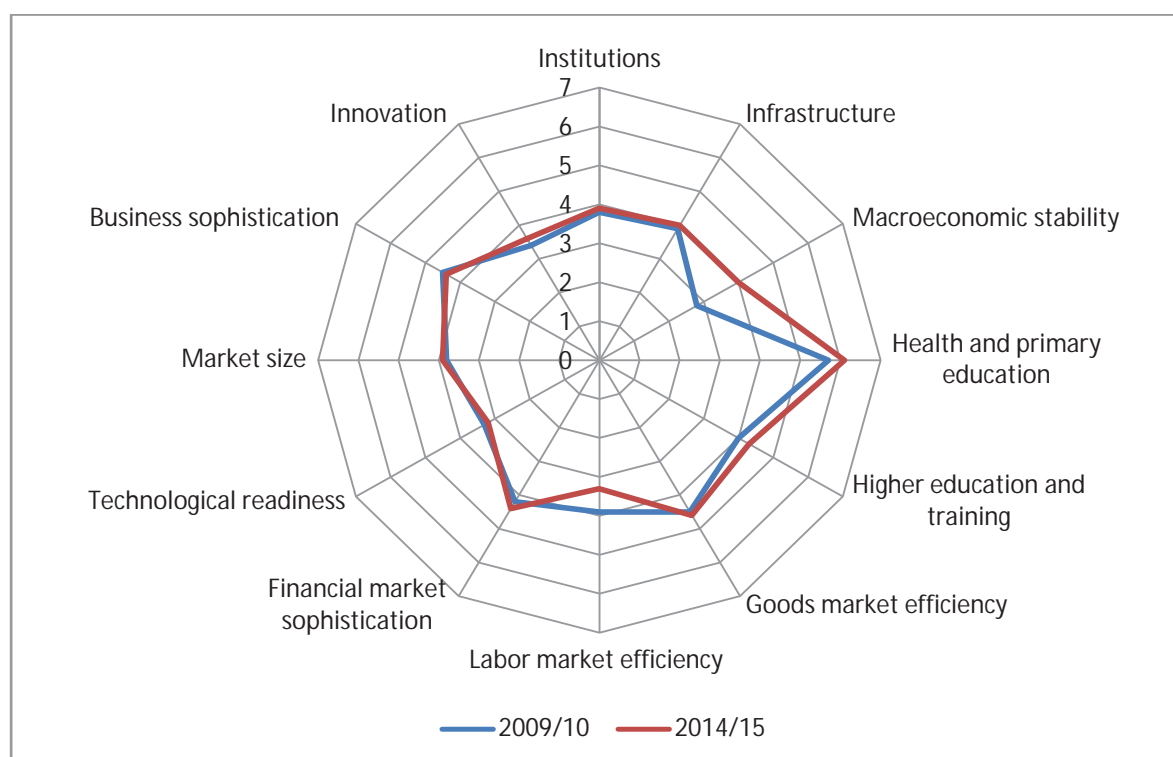 Institutions
7
6
5
4
3
2
1
0
Infrastructure
Macroeconomic stability
Health and primary
education
Higher education and
training
Goods market efficiency
Labor market efficiency
Financial market
sophistication
Technological readiness
Market size
Business sophistication
Innovation
2009/10
2014/15